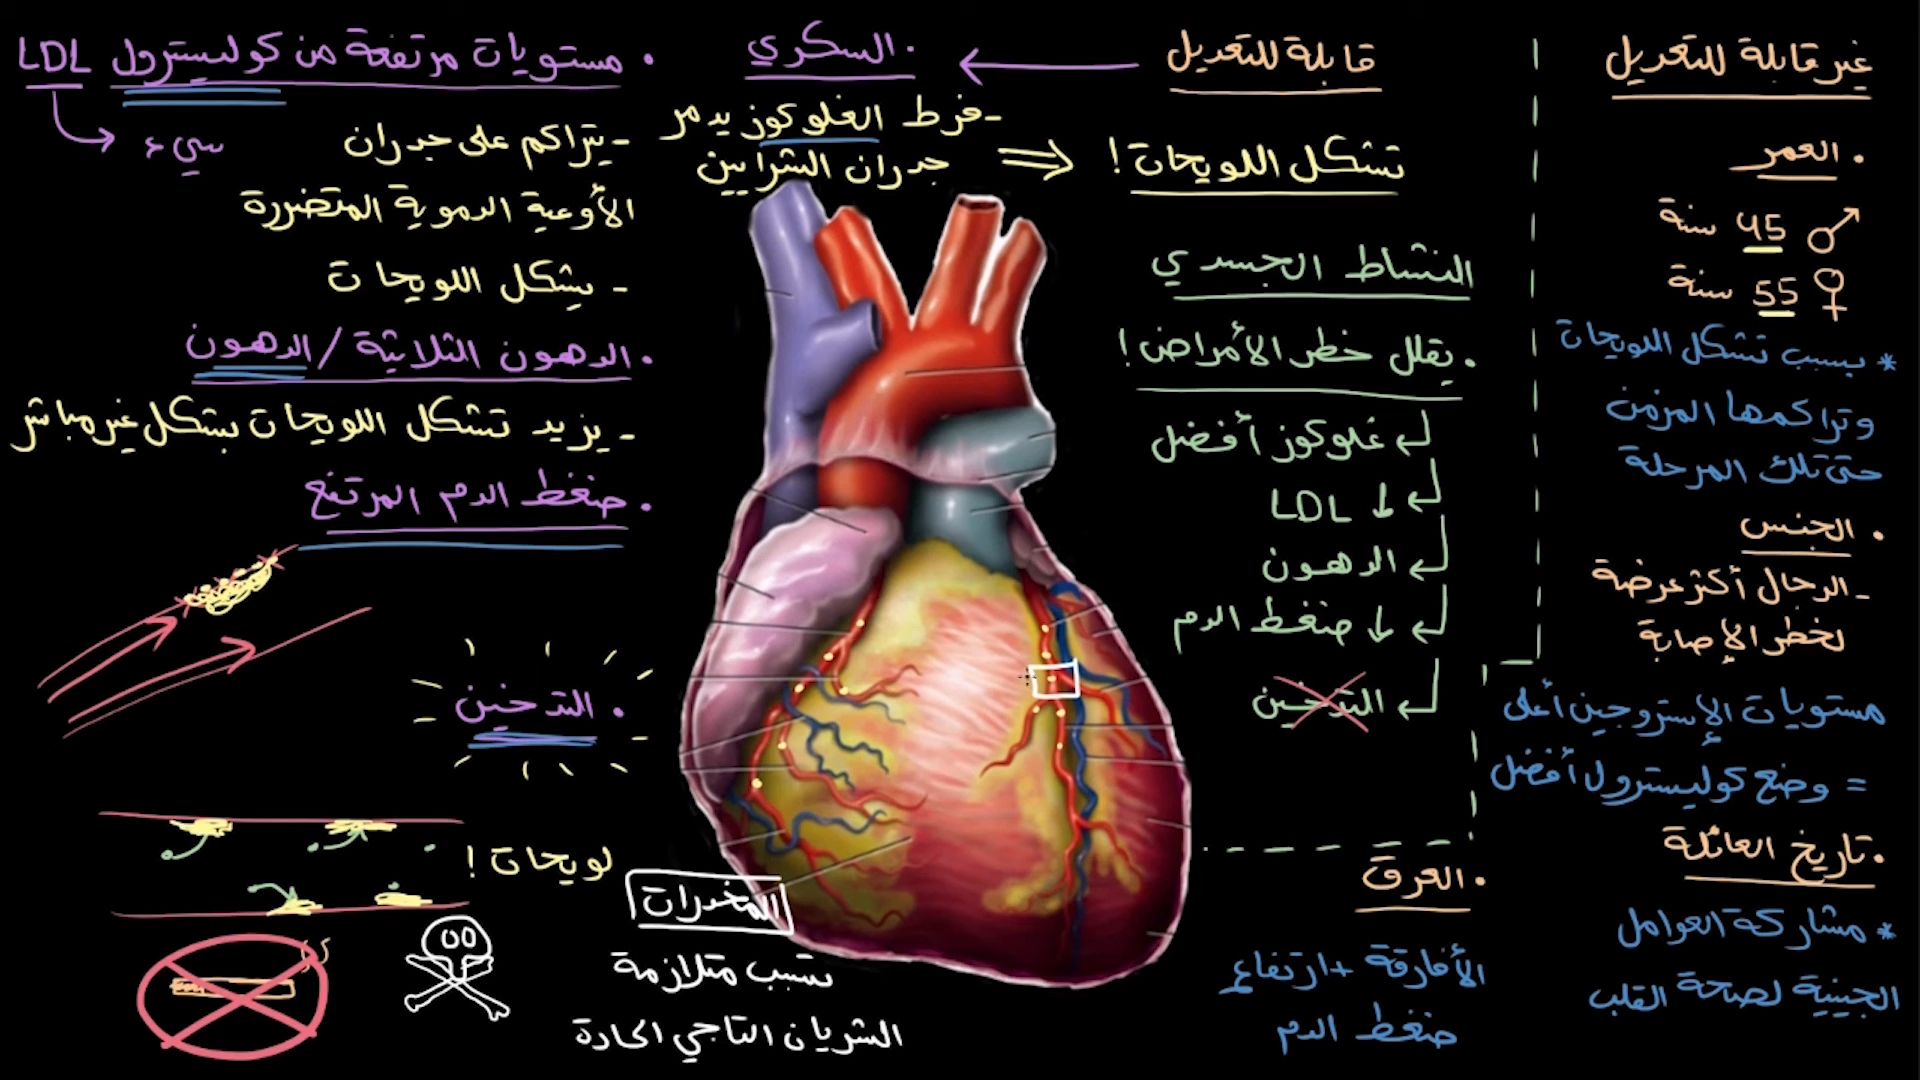 غير قابلة للتعديل
. العمر
♂ 45 سنة
♀ 55 سنة
* بسبب تشكل اللويحات
وتراكمها المزمن
حتى تلك المرحلة
. الجنس
- الرجال أكثر عرضة
لخطر الإصابة
مستويات الإستروجين أعلى
= وضع كوليسترول أفضل
. تاريخ العائلة
* مشاركة العوامل
الجينية لصحة القلب
. العرق
الأفارقة + ارتفاع
ضغط الدم
قابلة للتعديل
تشكل اللويحات!
النشاط الجسدي
. يقلل خطر الأمراض!
غلوكوز أفضل
↓ LDL
الدهون
↓ ضغط الدم
التدخين
. السكري
- فرط الغلوكوز يدمر
جدران الشرايين
. مستويات مرتفعة من كوليسترول LDL
سيء
- يتراكم على جدران
الأوعية الدموية المتضررة
- يشكل اللويحات
. الدهون الثلاثية / الدهون
- يزيد تشكل اللويحات بشكل غير مباشر
. ضغط الدم المرتفع
. التدخين
لويحات!
المخدرات
تسبب متلازمة
الشريان التاجي الحادة